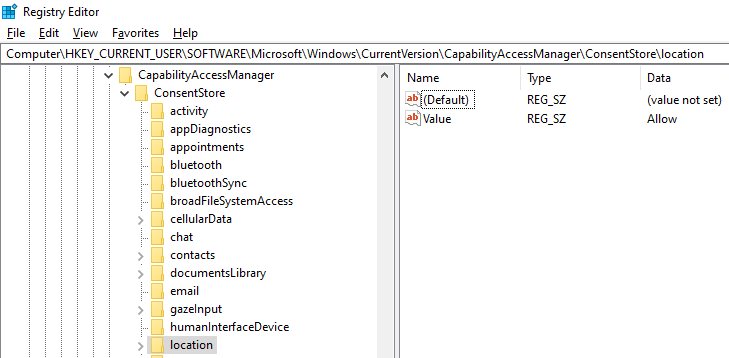 Registry Editor
File Edit View Favorites Help
Computer\HKEY_CURRENT_USER\SOFTWARE\Microsoft\Windows\CurrentVersion\CapabilityAccessManager\ConsentStore\location
CapabilityAccessManager
ConsentStore
activity
appDiagnostics
appointments
bluetooth
bluetoothSync
broadFileSystemAccess
cellularData
chat
contacts
documentsLibrary
email
gazeInput
humanInterfaceDevice
location
Name Type Data
ab (Default) REG_SZ (value not set)
ab Value REG_SZ Allow